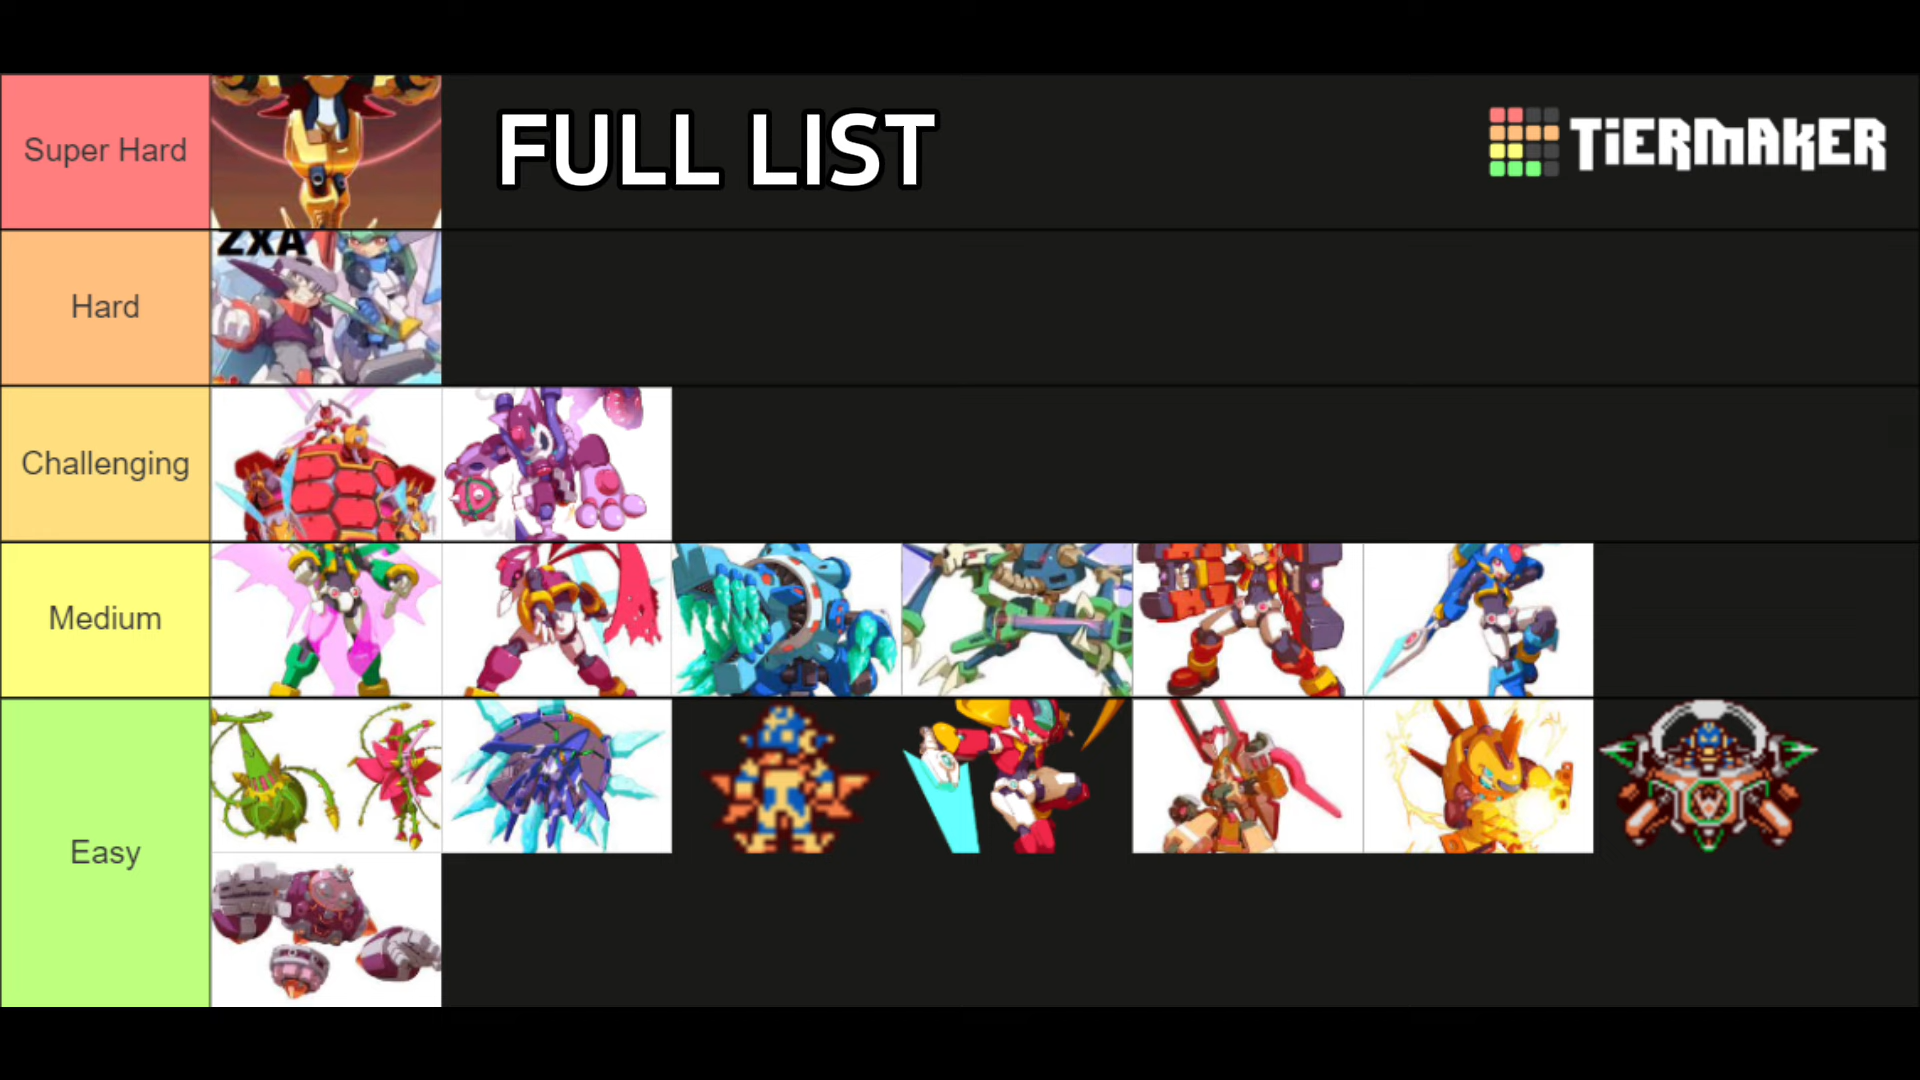 Super Hard
FULL LIST
TiERMAKER
Hard
ZXA
Challenging
Medium
Easy